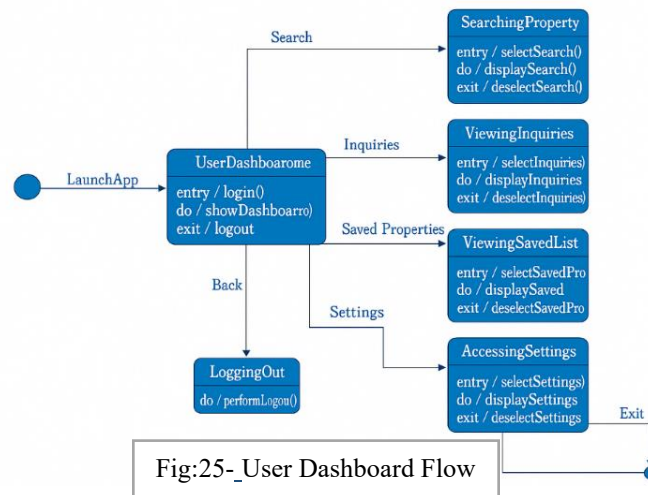 Search
SearchingProperty
entry / selectSearch()
do / displaySearch()
exit / deselectSearch()
Inquiries
ViewingInquiries
entry / selectInquiries)
do / displayInquiries
exit / deselectInquiries)
LaunchApp
UserDashboarome
entry / login()
do / showDashboarro)
exit / logout
Saved Properties
ViewingSavedList
entry / selectSavedPro
do / displaySaved
exit / deselectSavedPro
Back
Settings
LoggingOut
do / performLogou()
AccessingSettings
entry / selectSettings)
do / displaySettings
exit / deselectSettings
Exit
Fig:25- User Dashboard Flow